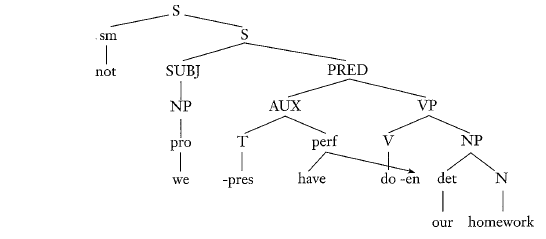 S
sm S
not SUBJ PRED
NP AUX VP
pro T perf V NP
we -pres have do -en det N
our homework